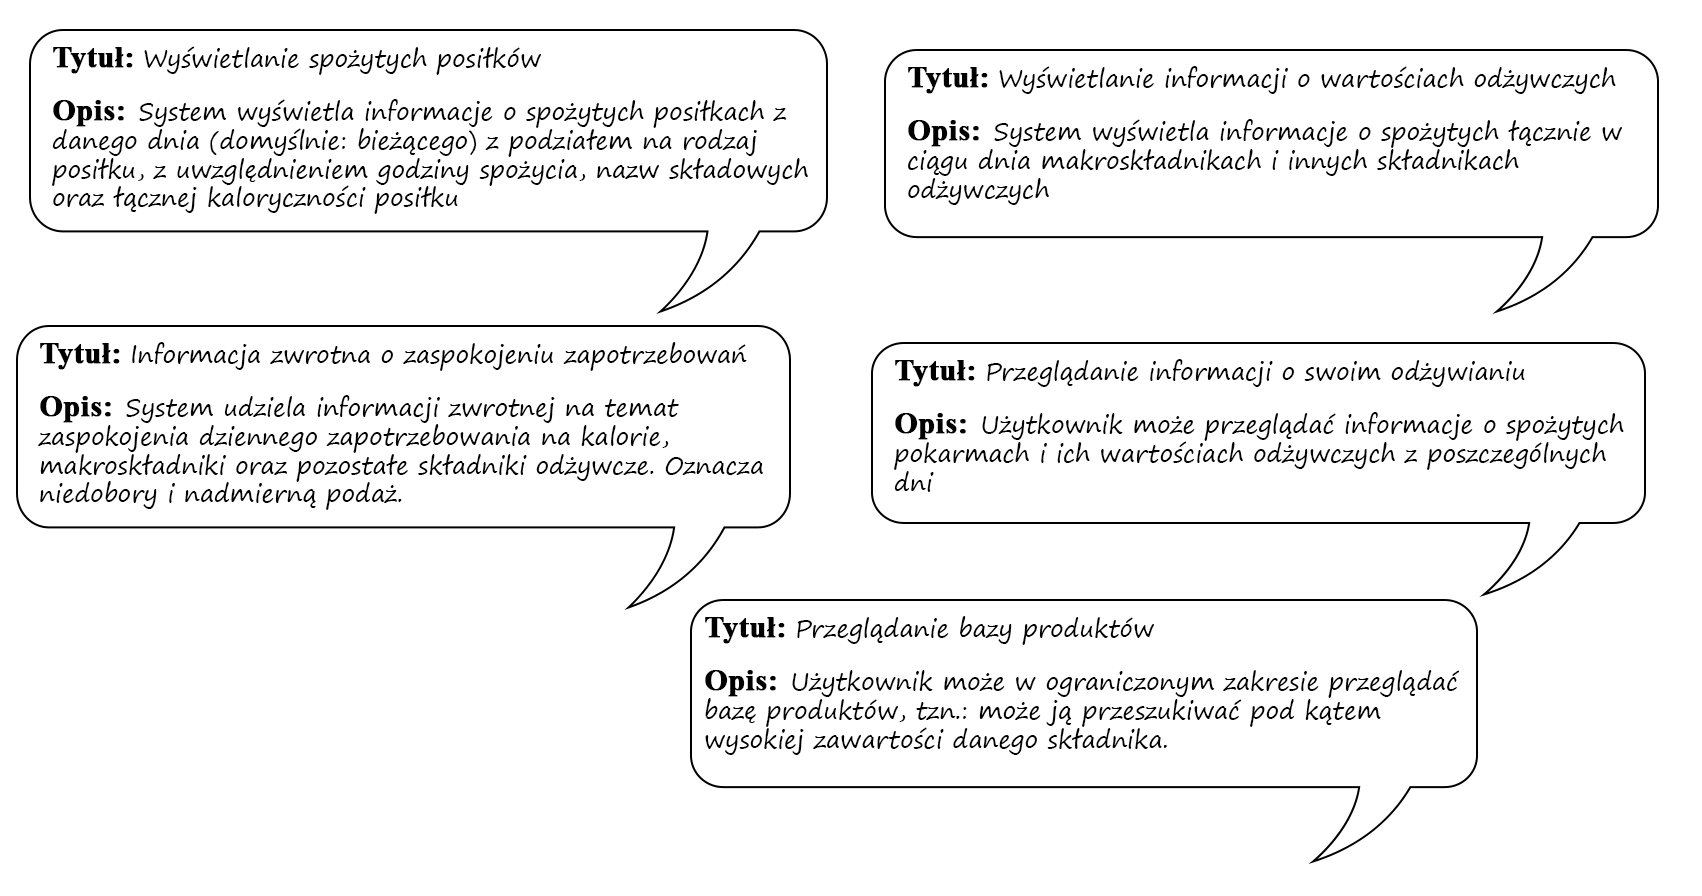 Tytuł: Wyświetlanie spożytych posiłków
Opis: System wyświetla informacje o spożytych posiłkach z
danego dnia (domyślnie: bieżącego) z podziałem na rodzaj
posiłku, z uwzględnieniem godziny spożycia, nazw składowych
oraz łącznej kaloryczności posiłku
Tytuł: Wyświetlanie informacji o wartościach odżywczych
Opis: System wyświetla informacje o spożytych łącznie w
ciągu dnia makroskładnikach i innych składnikach
odżywczych
Tytuł: Informacja zwrotna o zaspokojeniu zapotrzebowań
Opis: System udziela informacji zwrotnej na temat
zaspokojenia dziennego zapotrzebowania na kalorie,
makroskładniki oraz pozostałe składniki odżywcze. Oznacza
niedobory i nadmierną podaż.
Tytuł: Przeglądanie informacji o swoim odżywianiu
Opis: Użytkownik może przeglądać informacje o spożytych
pokarmach i ich wartościach odżywczych z poszczególnych
dni
Tytuł: Przeglądanie bazy produktów
Opis: Użytkownik może w ograniczonym zakresie przeglądać
bazę produktów, tzn.: może ją przeszukiwać pod kątem
wysokiej zawartości danego składnika.